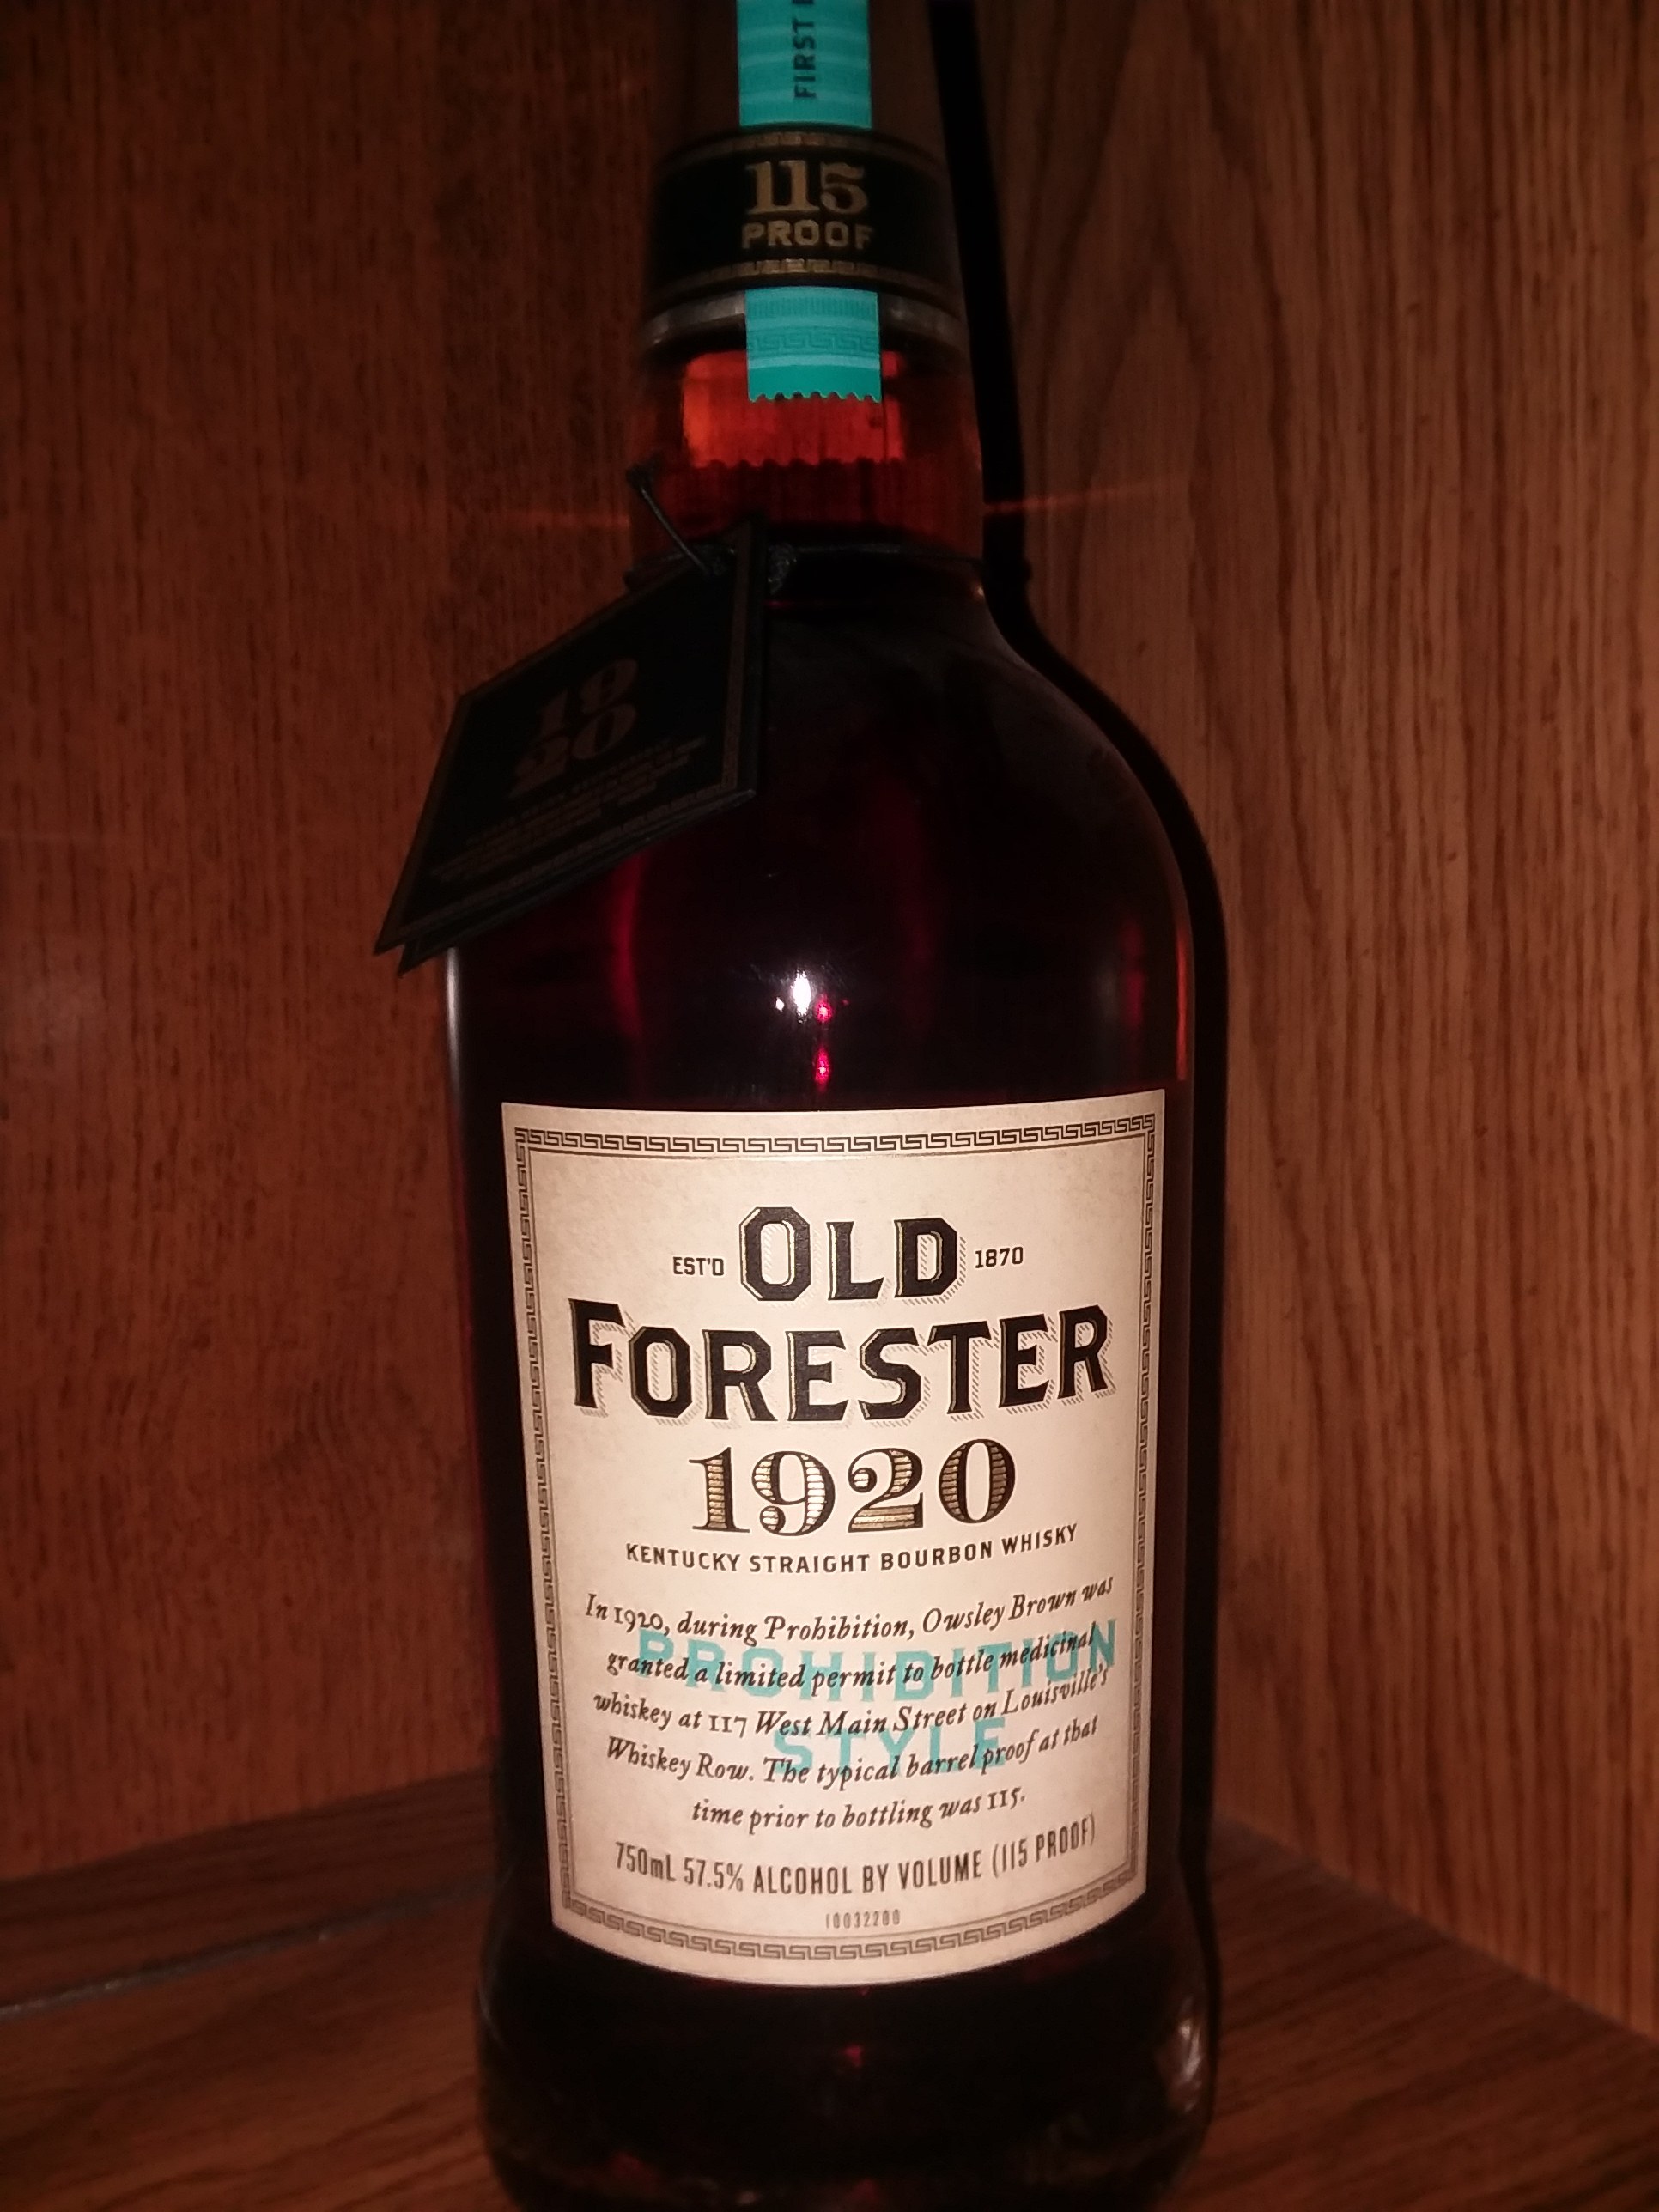 FIRST
115
PROOF
19
20
EST'D OLD 1870
FORESTER
1920
KENTUCKY STRAIGHT BOURBON WHISKY
In 1920, during Prohibition, Owsley Brown was
granted a limited permit to bottle medicinal
whiskey at 117 West Main Street on Louisville's
Whiskey Row. The typical barrel proof at that
time prior to bottling was 115.
PROHIBITION
STYLE
750mL 57.5% ALCOHOL BY VOLUME (115 PROOF)
10032200